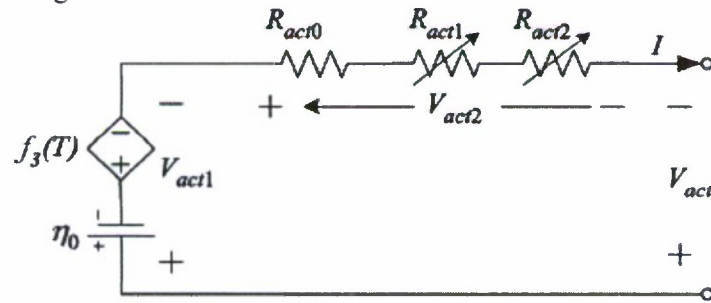 R_act0 R_act1 R_act2 I
− + V_act2 − −
f_3(T) − + V_act1 V_act
η_0 − + + +